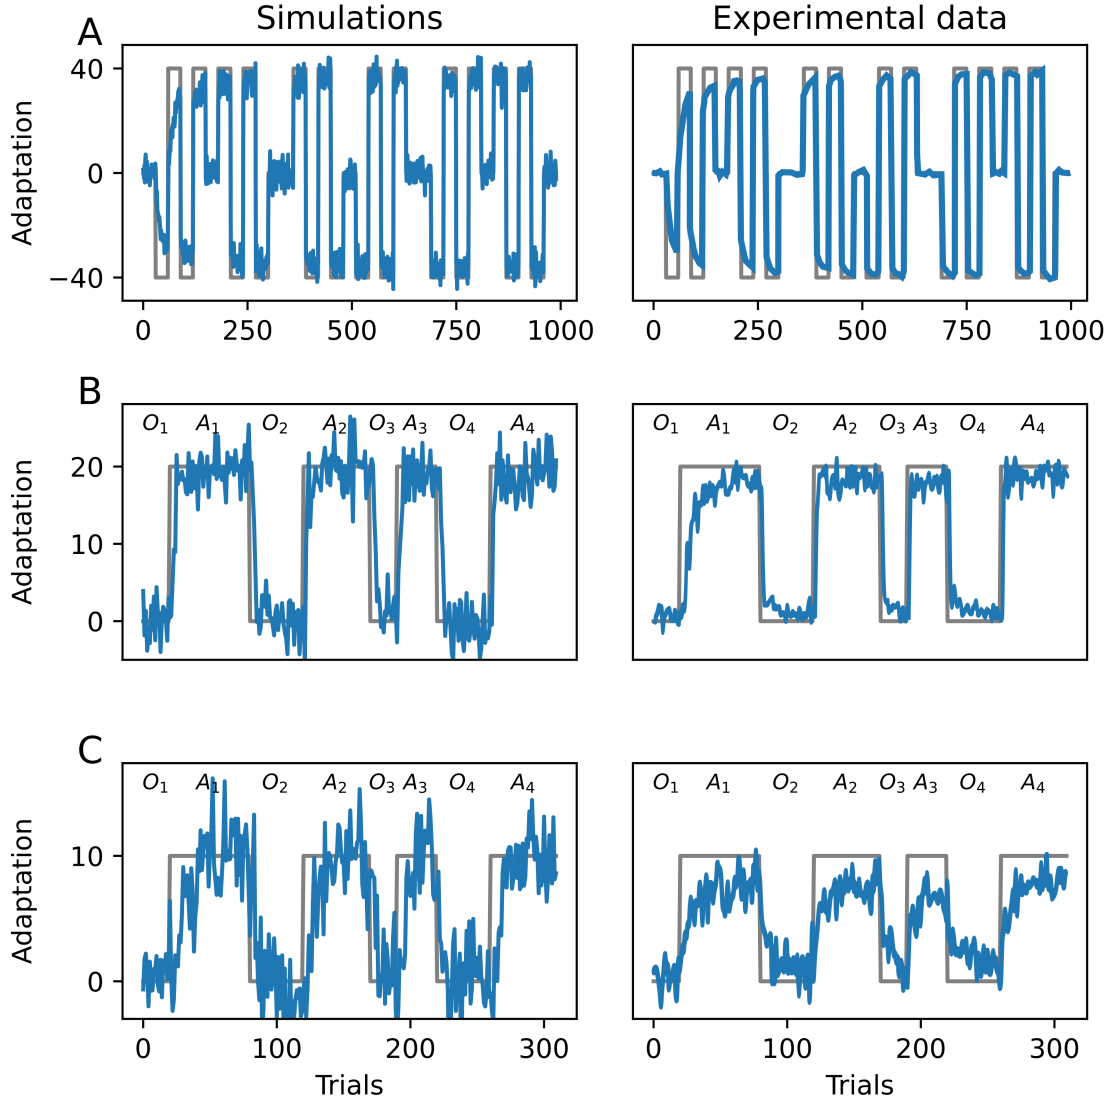 Simulations Experimental data
A
Adaptation
40
0
−40
0 250 500 750 1000 0 250 500 750 1000
B
O1 A1 O2 A2 O3 A3 O4 A4 O1 A1 O2 A2 O3 A3 O4 A4
Adaptation
20
10
0
C
O1 A1 O2 A2 O3 A3 O4 A4 O1 A1 O2 A2 O3 A3 O4 A4
Adaptation
10
0
0 100 200 300 0 100 200 300
Trials Trials